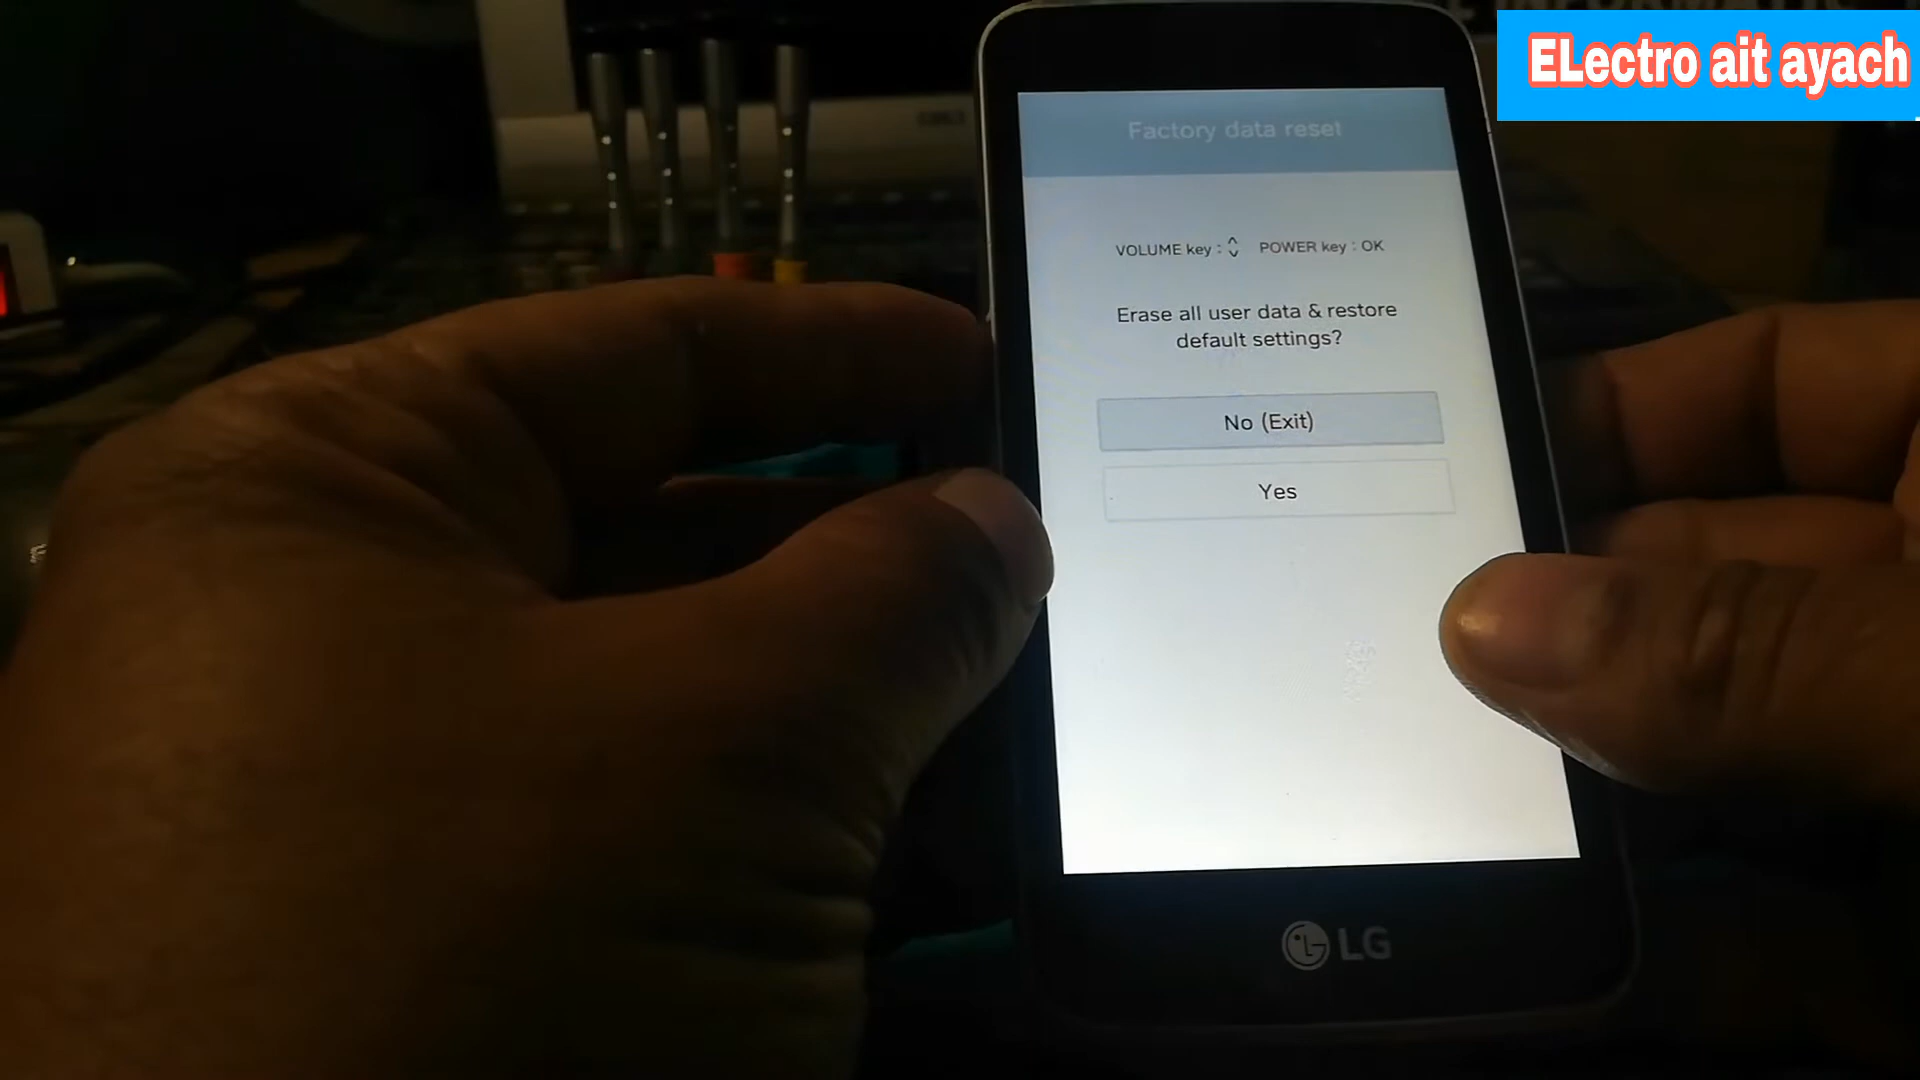 ELectro ait ayach
Factory data reset
VOLUME key : POWER key : OK
Erase all user data & restore
default settings?
No (Exit)
Yes
LG